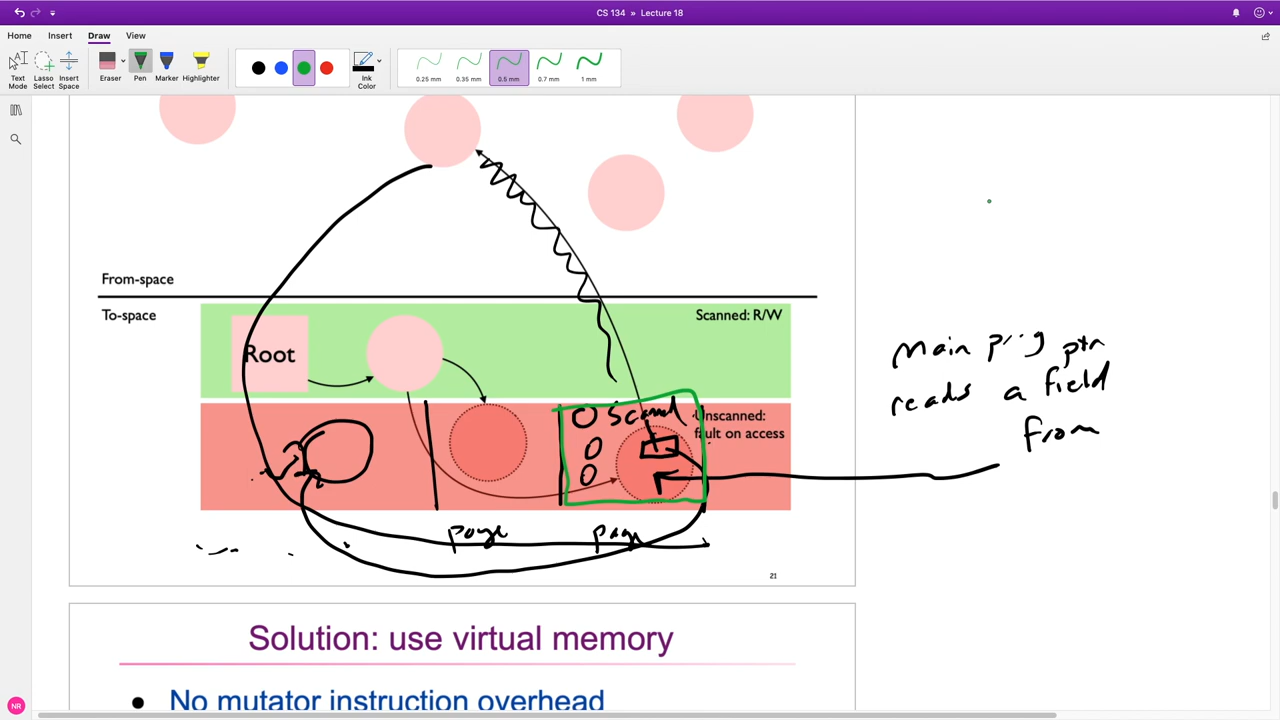 CS 134 » Lecture 18
Home Insert Draw View
Text Mode
Lasso Select
Insert Space
Eraser
Pen
Marker
Highlighter
Ink Color
0.25 mm
0.35 mm
0.5 mm
0.7 mm
1 mm
From-space
To-space
Scanned: R/W
Root
Unscanned:
fault on access
Scanned
page page
21
Main prog ptr
reads a field
from
Solution: use virtual memory
● No mutator instruction overhead
NR